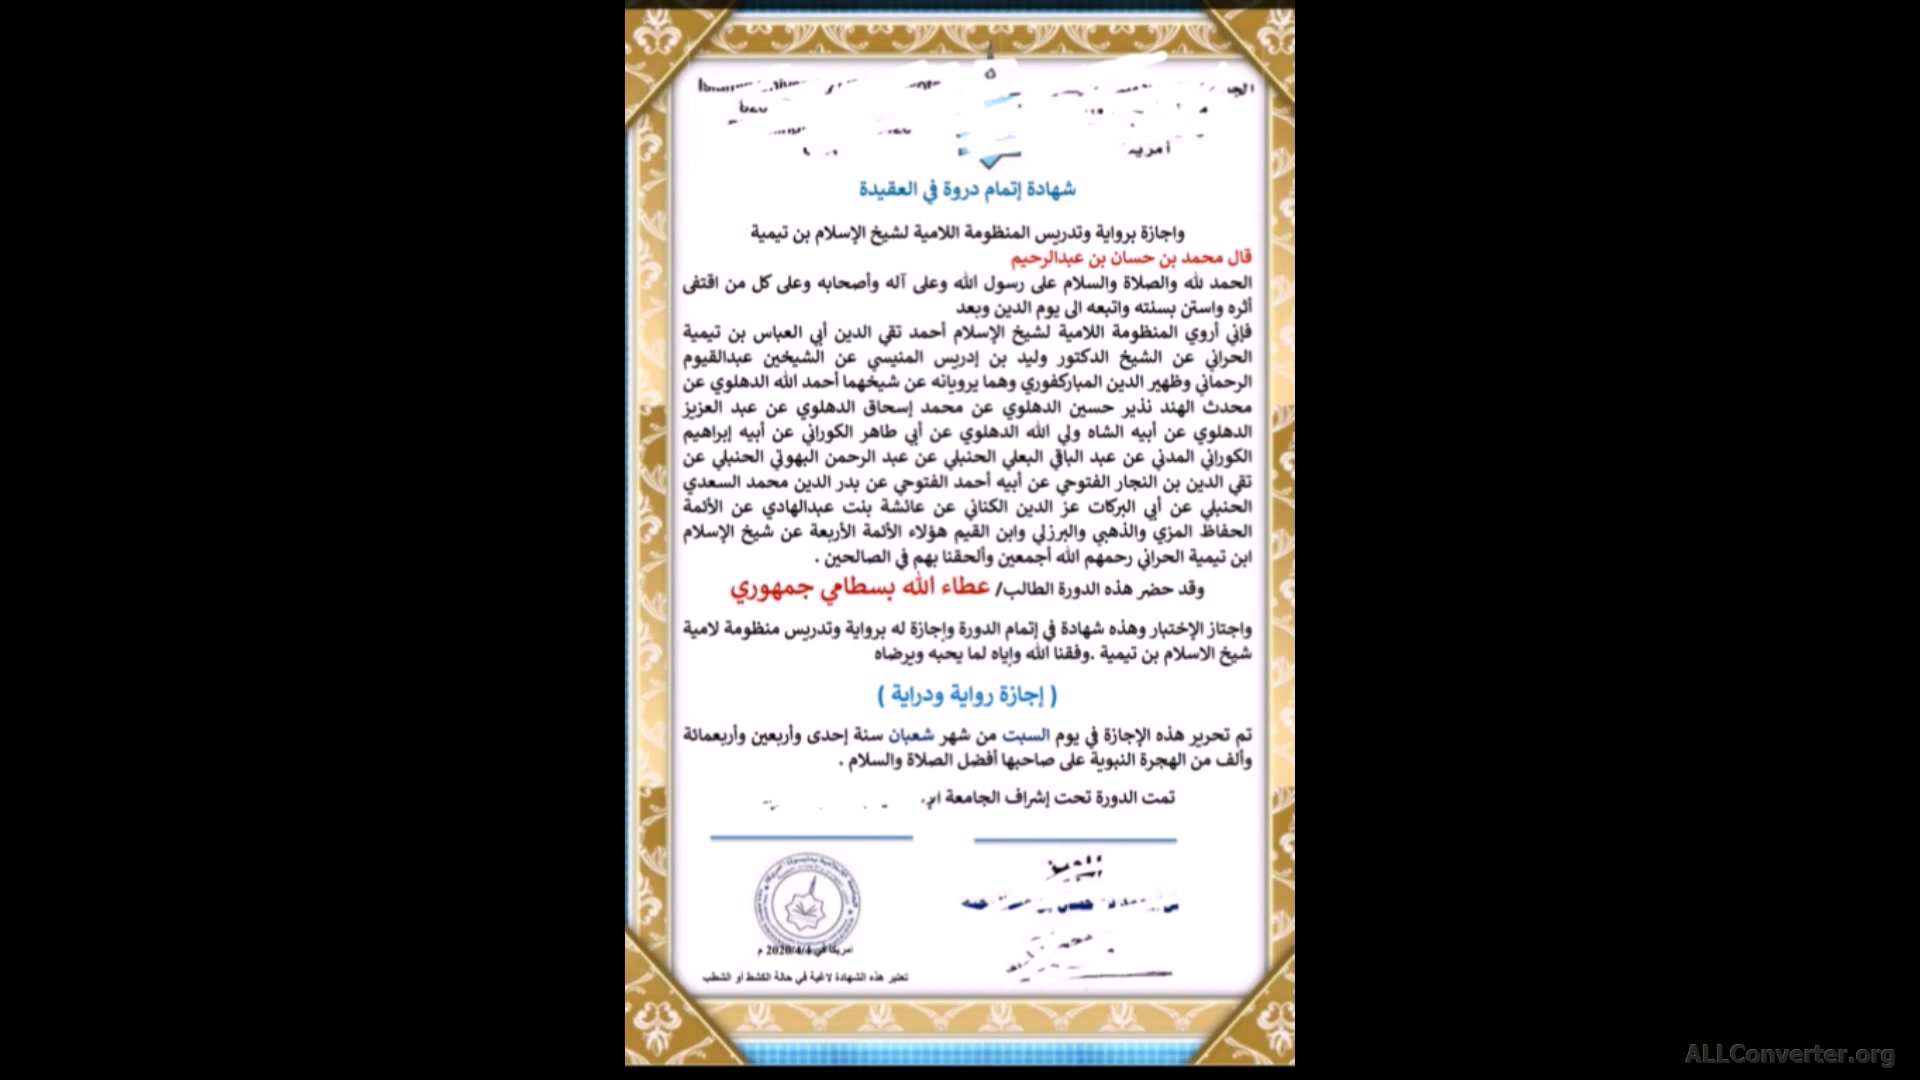 شهادة إتمام دروة في العقيدة
واجازة برواية وتدريس المنظومة اللامية لشيخ الإسلام بن تيمية
قال محمد بن حسان بن عبدالرحيم
الحمد لله والصلاة والسلام على رسول الله وعلى آله وأصحابه وعلى كل من اقتفى
أثره واستن بسنته واتبعه الى يوم الدين وبعد
فإني أروي المنظومة اللامية لشيخ الإسلام أحمد تقي الدين أبي العباس بن تيمية
الحراني عن الشيخ الدكتور وليد بن إدريس المنيسي عن الشيخين عبدالقيوم
الرحماني وظهير الدين المباركفوري وهما يرويانه عن شيخهما أحمد الله الدهلوي عن
محدث الهند نذير حسين الدهلوي عن محمد إسحاق الدهلوي عن عبد العزيز
الدهلوي عن أبيه الشاه ولي الله الدهلوي عن أبي طاهر الكوراني عن أبيه إبراهيم
الكوراني المدني عن عبد الباقي البعلي الحنبلي عن عبد الرحمن البهوتي الحنبلي عن
تقي الدين بن النجار الفتوحي عن أبيه أحمد الفتوحي عن بدر الدين محمد السعدي
الحنبلي عن أبي البركات عز الدين الكناني عن عائشة بنت عبدالهادي عن الأئمة
الحفاظ المزي والذهبي والبرزلي وابن القيم هؤلاء الأئمة الأربعة عن شيخ الإسلام
ابن تيمية الحراني رحمهم الله أجمعين وألحقنا بهم في الصالحين .
وقد حضر هذه الدورة الطالب/ عطاء الله بسطامي جمهوري
واجتاز الإختبار وهذه شهادة في إتمام الدورة وإجازة له برواية وتدريس منظومة لامية
شيخ الاسلام بن تيمية .وفقنا الله وإياه لما يحبه ويرضاه
( إجازة رواية ودراية )
تم تحرير هذه الإجازة في يوم السبت من شهر شعبان سنة إحدى وأربعين وأربعمائة
وألف من الهجرة النبوية على صاحبها أفضل الصلاة والسلام .
تمت الدورة تحت إشراف الجامعة
امريكا في 2020/4/4 م
تعتبر هذه الشهادة لاغية في حالة الكشط أو الشطب
ALLConverter.org